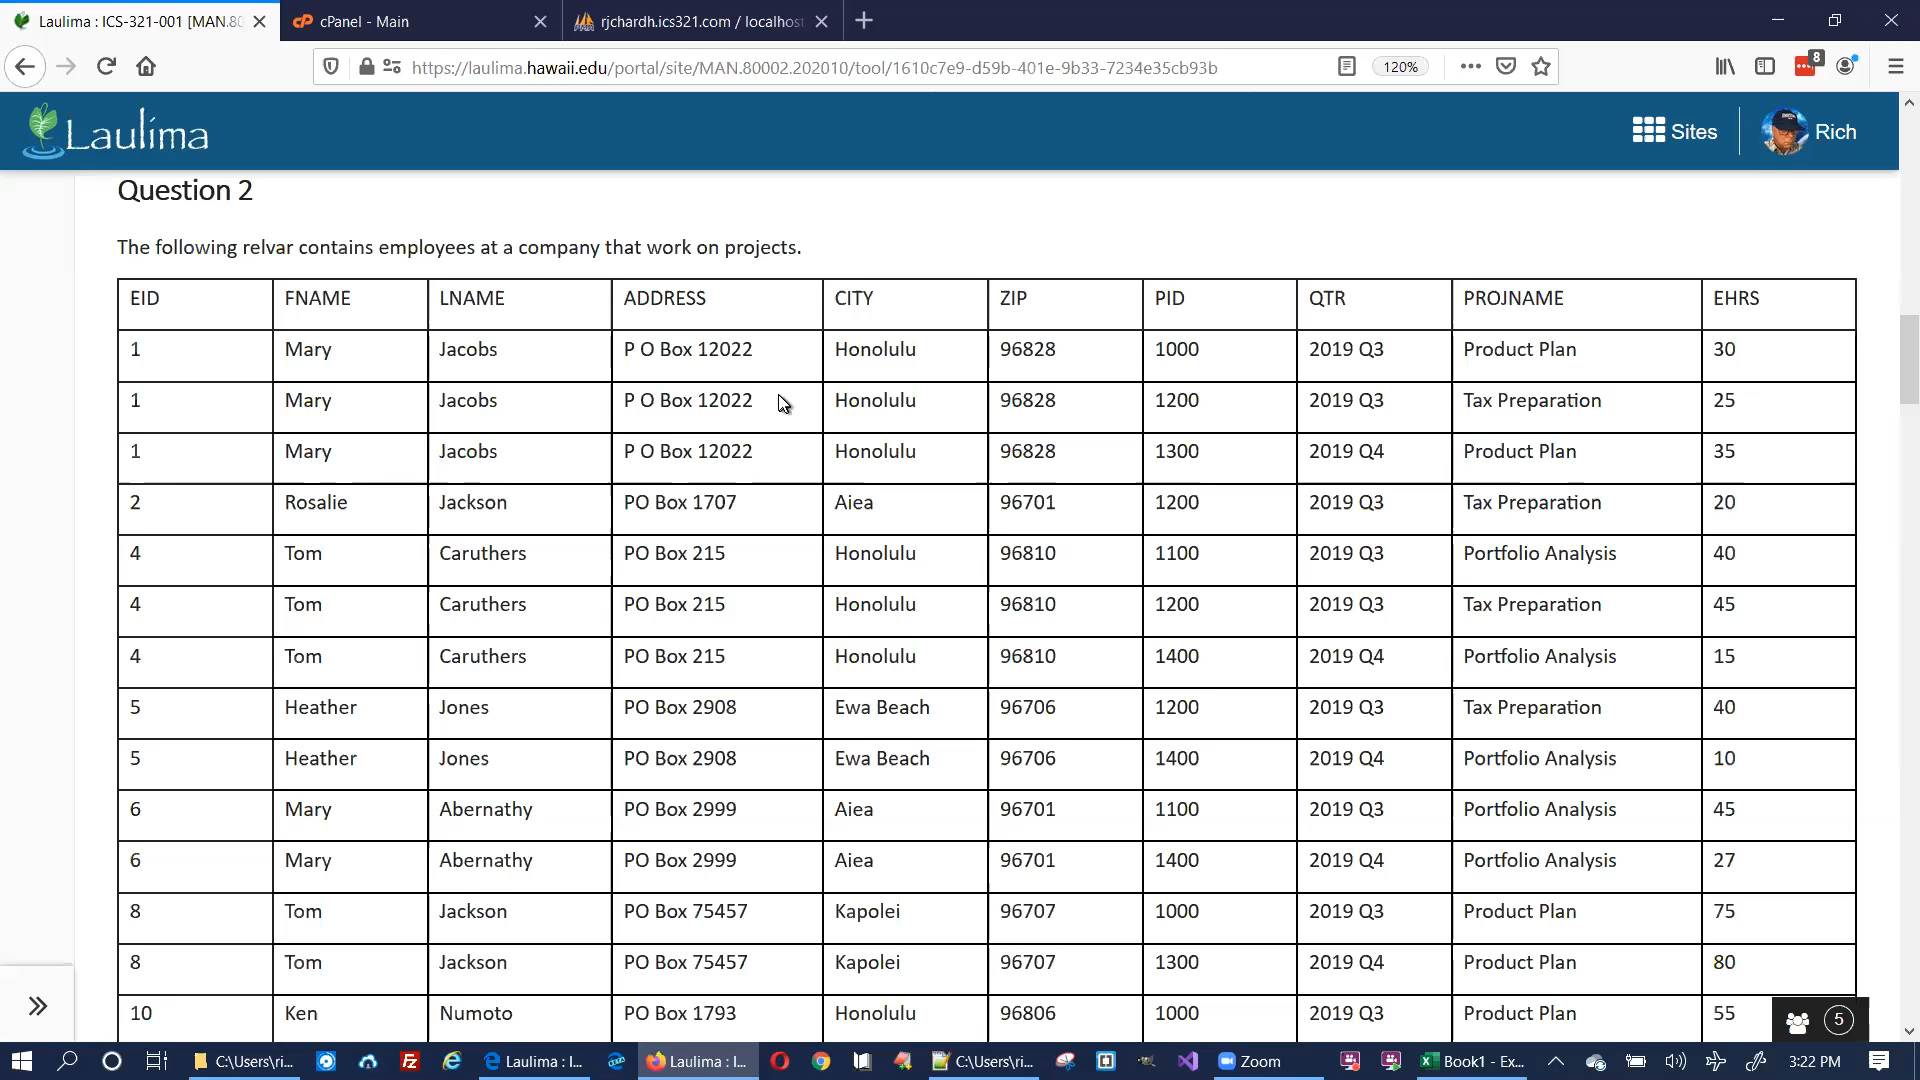 Laulima : ICS-321-001 [MAN.80
cPanel - Main
rjchardh.ics321.com / localhost
https://laulima.hawaii.edu/portal/site/MAN.80002.202010/tool/1610c7e9-d59b-401e-9b33-7234e35cb93b
120%
8
Laulima
Sites
Rich
Question 2
The following relvar contains employees at a company that work on projects.
EID FNAME LNAME ADDRESS CITY ZIP PID QTR PROJNAME EHRS
1 Mary Jacobs P O Box 12022 Honolulu 96828 1000 2019 Q3 Product Plan 30
1 Mary Jacobs P O Box 12022 Honolulu 96828 1200 2019 Q3 Tax Preparation 25
1 Mary Jacobs P O Box 12022 Honolulu 96828 1300 2019 Q4 Product Plan 35
2 Rosalie Jackson PO Box 1707 Aiea 96701 1200 2019 Q3 Tax Preparation 20
4 Tom Caruthers PO Box 215 Honolulu 96810 1100 2019 Q3 Portfolio Analysis 40
4 Tom Caruthers PO Box 215 Honolulu 96810 1200 2019 Q3 Tax Preparation 45
4 Tom Caruthers PO Box 215 Honolulu 96810 1400 2019 Q4 Portfolio Analysis 15
5 Heather Jones PO Box 2908 Ewa Beach 96706 1200 2019 Q3 Tax Preparation 40
5 Heather Jones PO Box 2908 Ewa Beach 96706 1400 2019 Q4 Portfolio Analysis 10
6 Mary Abernathy PO Box 2999 Aiea 96701 1100 2019 Q3 Portfolio Analysis 45
6 Mary Abernathy PO Box 2999 Aiea 96701 1400 2019 Q4 Portfolio Analysis 27
8 Tom Jackson PO Box 75457 Kapolei 96707 1000 2019 Q3 Product Plan 75
8 Tom Jackson PO Box 75457 Kapolei 96707 1300 2019 Q4 Product Plan 80
10 Ken Numoto PO Box 1793 Honolulu 96806 1000 2019 Q3 Product Plan 55
5
C:\Users\ri...
Laulima : I...
Laulima : I...
C:\Users\ri...
Zoom
Book1 - Ex...
3:22 PM